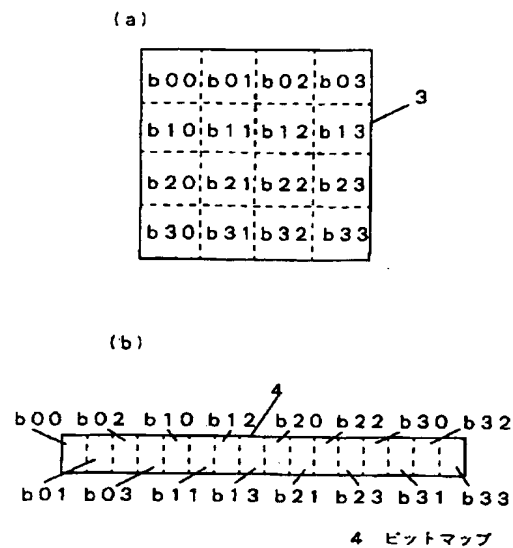 (a)
b00 b01 b02 b03
3
b10 b11 b12 b13
b20 b21 b22 b23
b30 b31 b32 b33
(b)
4
b00 b02 b10 b12 b20 b22 b30 b32
b01 b03 b11 b13 b21 b23 b31 b33
4 ビットマップ